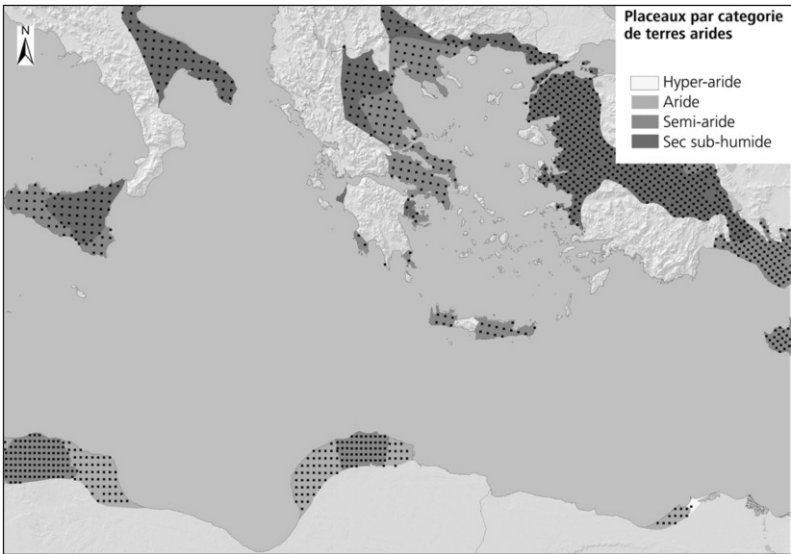 N
Placeaux par categorie
de terres arides
Hyper-aride
Aride
Semi-aride
Sec sub-humide